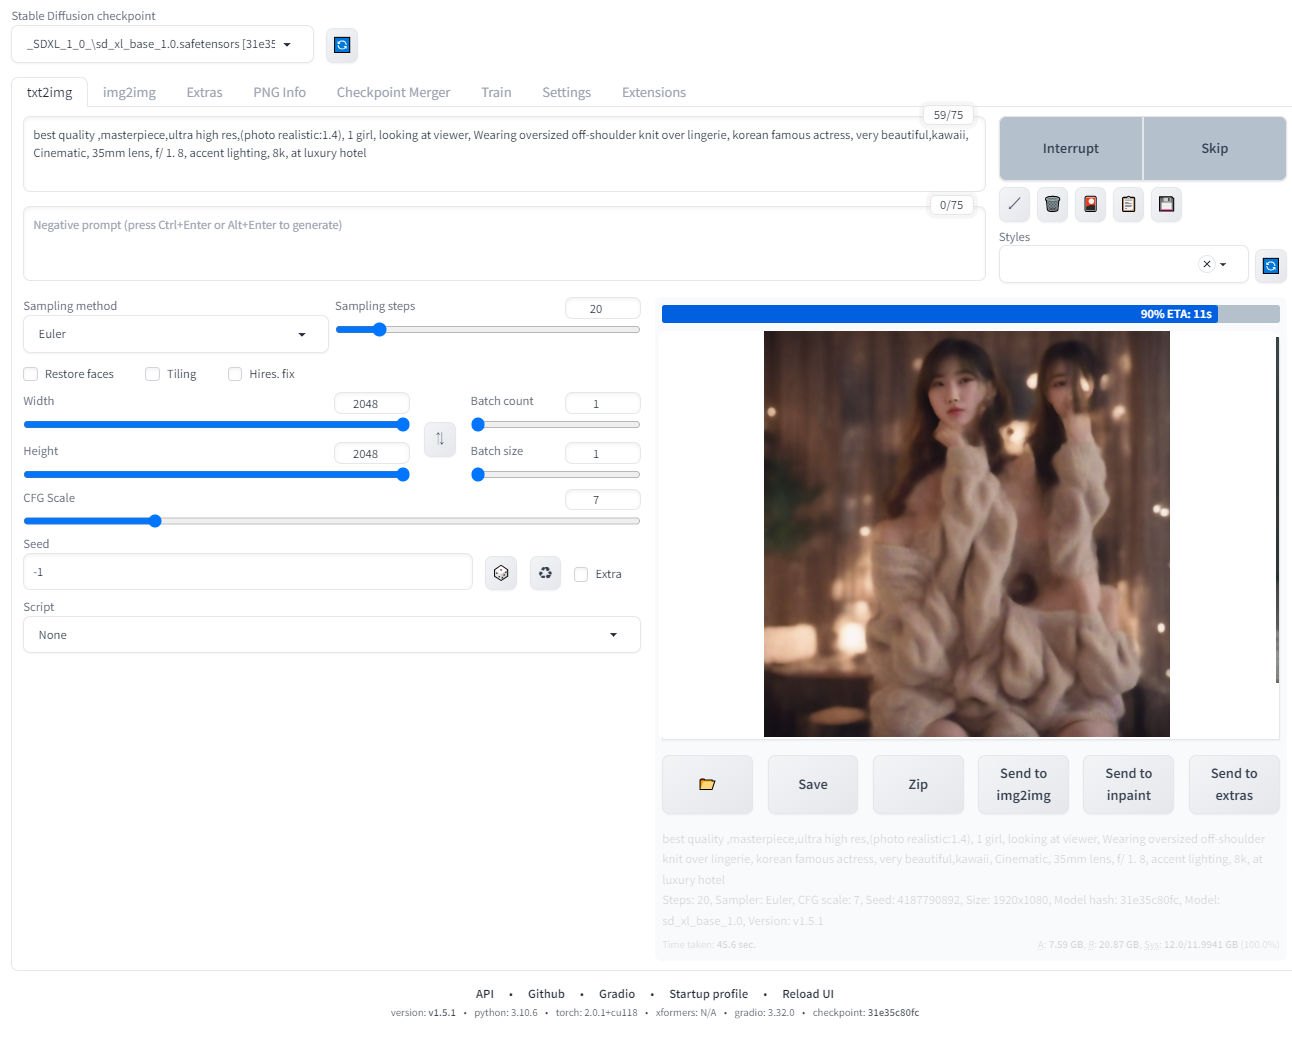 Stable Diffusion checkpoint
_SDXL_1_0_\sd_xl_base_1.0.safetensors [31e35
txt2img img2img Extras PNG Info Checkpoint Merger Train Settings Extensions
59/75
best quality ,masterpiece,ultra high res,(photo realistic:1.4), 1 girl, looking at viewer, Wearing oversized off-shoulder knit over lingerie, korean famous actress, very beautiful,kawaii,
Cinematic, 35mm lens, f/ 1. 8, accent lighting, 8k, at luxury hotel
Interrupt Skip
0/75
Negative prompt (press Ctrl+Enter or Alt+Enter to generate)
Styles
Sampling method
Euler
Sampling steps
20
90% ETA: 11s
Restore faces Tiling Hires. fix
Width 2048
Batch count 1
Height 2048
Batch size 1
CFG Scale 7
Seed
-1
Extra
Script
None
Save Zip Send to img2img Send to inpaint Send to extras
best quality ,masterpiece,ultra high res,(photo realistic:1.4), 1 girl, looking at viewer, Wearing oversized off-shoulder
knit over lingerie, korean famous actress, very beautiful,kawaii, Cinematic, 35mm lens, f/ 1. 8, accent lighting, 8k, at
luxury hotel
Steps: 20, Sampler: Euler, CFG scale: 7, Seed: 4187790892, Size: 1920x1080, Model hash: 31e35c80fc, Model:
sd_xl_base_1.0, Version: v1.5.1
Time taken: 45.6 sec.
A: 7.59 GB, R: 20.87 GB, Sys: 12.0/11.9941 GB (100.0%)
API • Github • Gradio • Startup profile • Reload UI
version: v1.5.1 • python: 3.10.6 • torch: 2.0.1+cu118 • xformers: N/A • gradio: 3.32.0 • checkpoint: 31e35c80fc